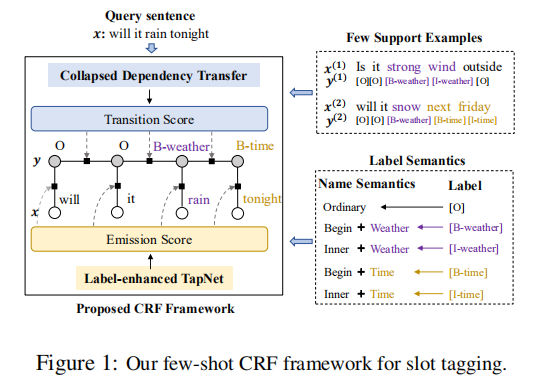 Query sentence
x: will it rain tonight
Collapsed Dependency Transfer
Transition Score
O O B-weather B-time
y
will it rain tonight
x
Emission Score
Label-enhanced TapNet
Proposed CRF Framework
Few Support Examples
x(1) Is it strong wind outside
y(1) [O][O] [B-weather] [I-weather] [O]
x(2) will it snow next friday
y(2) [O] [O] [B-weather] [B-time] [I-time]
Label Semantics
Name Semantics Label
Ordinary [O]
Begin + Weather [B-weather]
Inner + Weather [I-weather]
Begin + Time [B-time]
Inner + Time [I-time]
Figure 1: Our few-shot CRF framework for slot tagging.